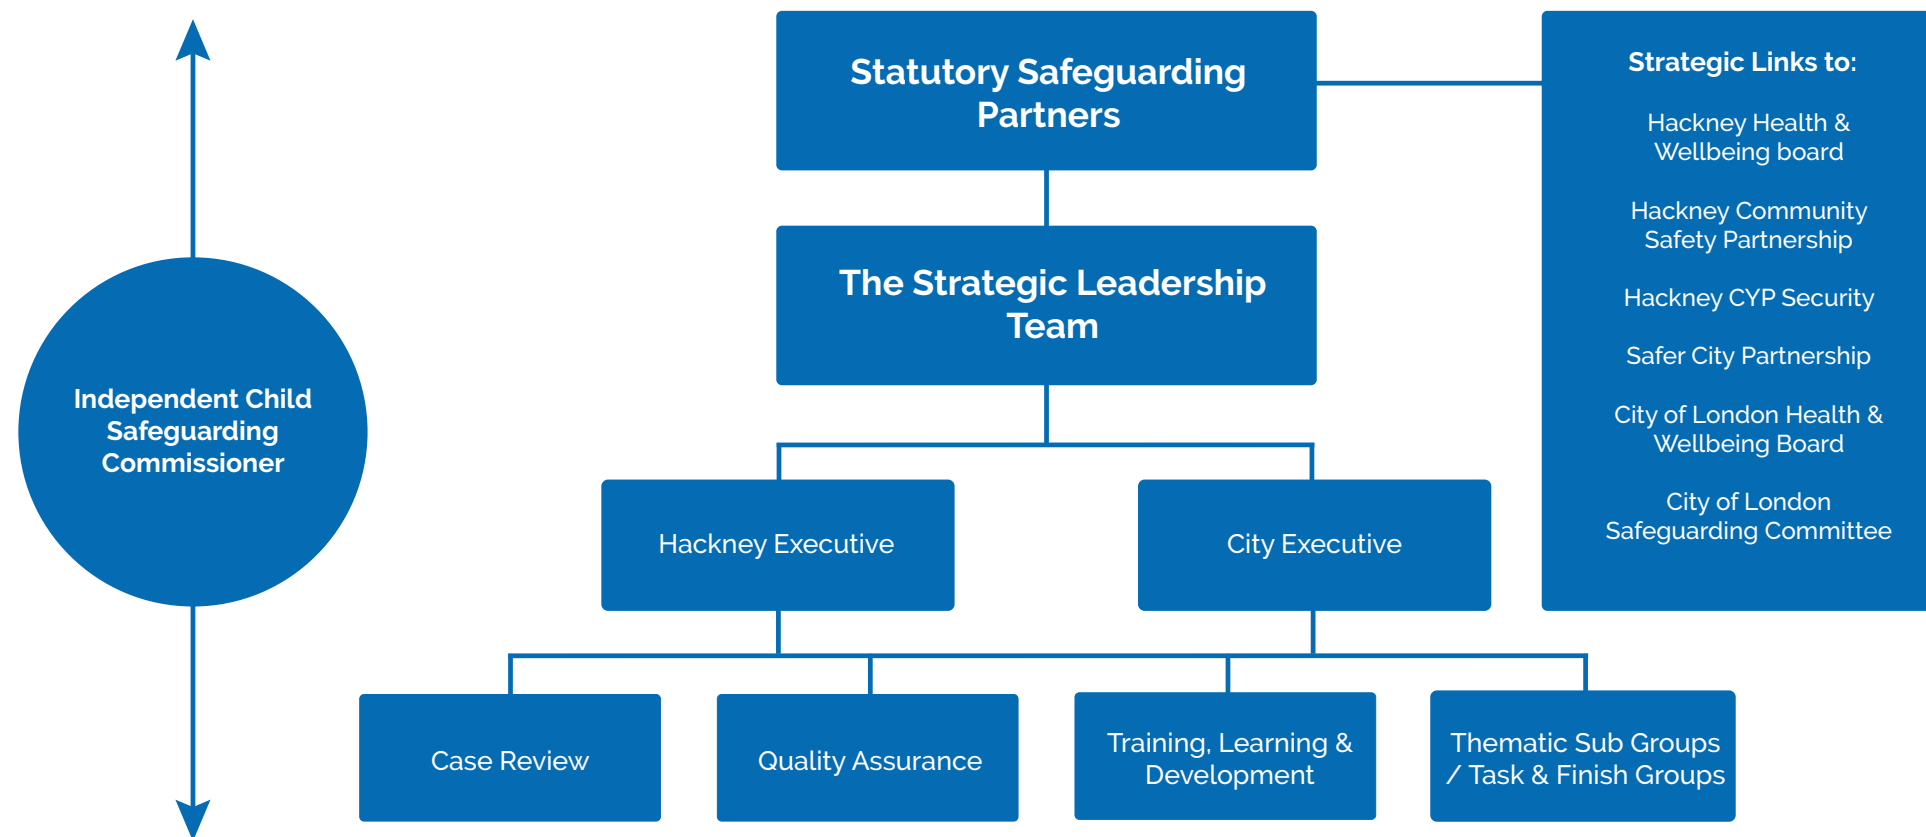 Statutory Safeguarding
Partners
Strategic Links to:
Hackney Health &
Wellbeing board
Hackney Community
Safety Partnership
Hackney CYP Security
Safer City Partnership
City of London Health &
Wellbeing Board
City of London
Safeguarding Committee
The Strategic Leadership
Team
Independent Child
Safeguarding
Commissioner
Hackney Executive
City Executive
Case Review
Quality Assurance
Training, Learning &
Development
Thematic Sub Groups
/ Task & Finish Groups